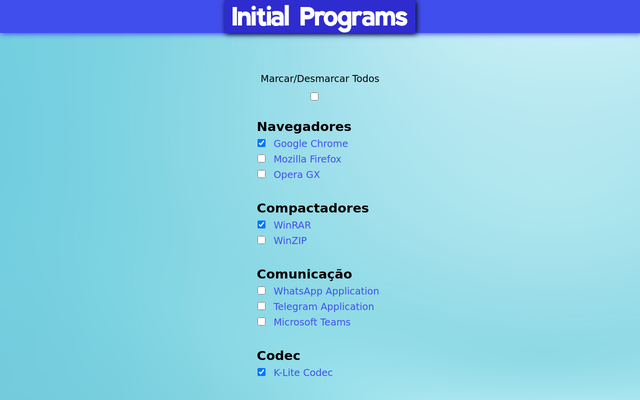 Initial Programs
Marcar/Desmarcar Todos
Navegadores
Google Chrome
Mozilla Firefox
Opera GX
Compactadores
WinRAR
WinZIP
Comunicação
WhatsApp Application
Telegram Application
Microsoft Teams
Codec
K-Lite Codec